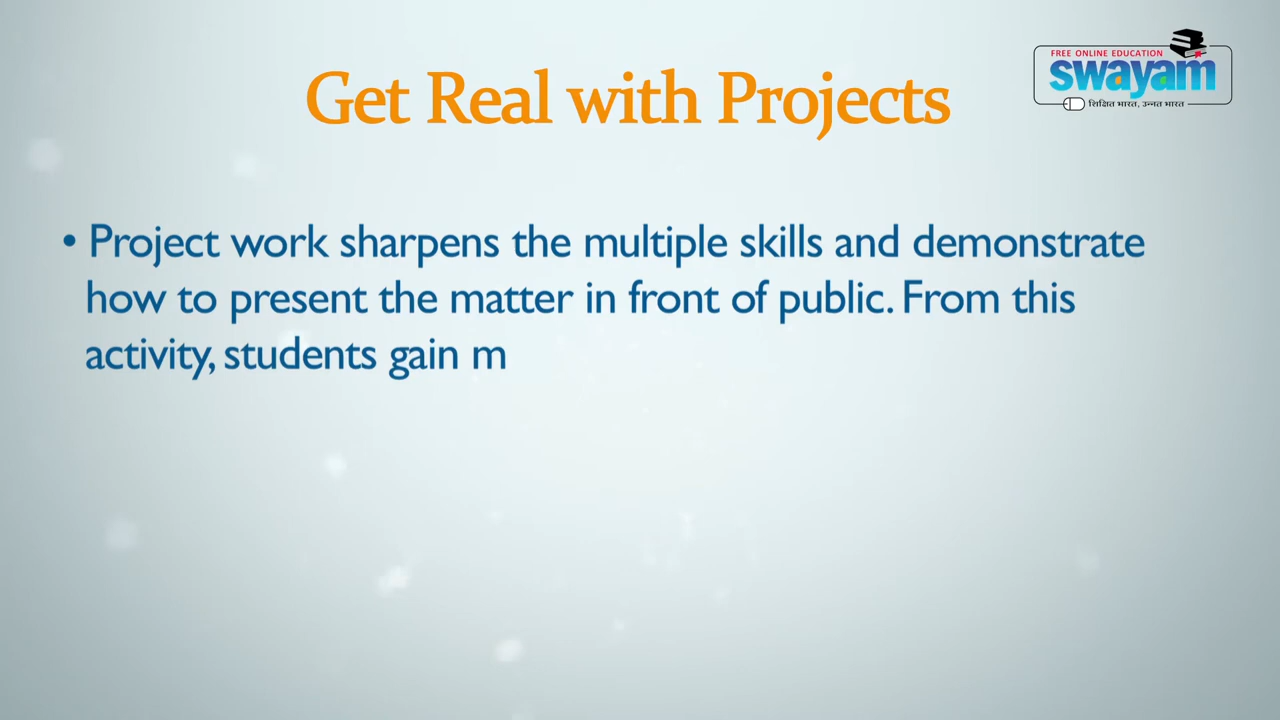 FREE ONLINE EDUCATION
swayam
शिक्षित भारत, उन्नत भारत
Get Real with Projects
• Project work sharpens the multiple skills and demonstrate
how to present the matter in front of public. From this
activity, students gain m